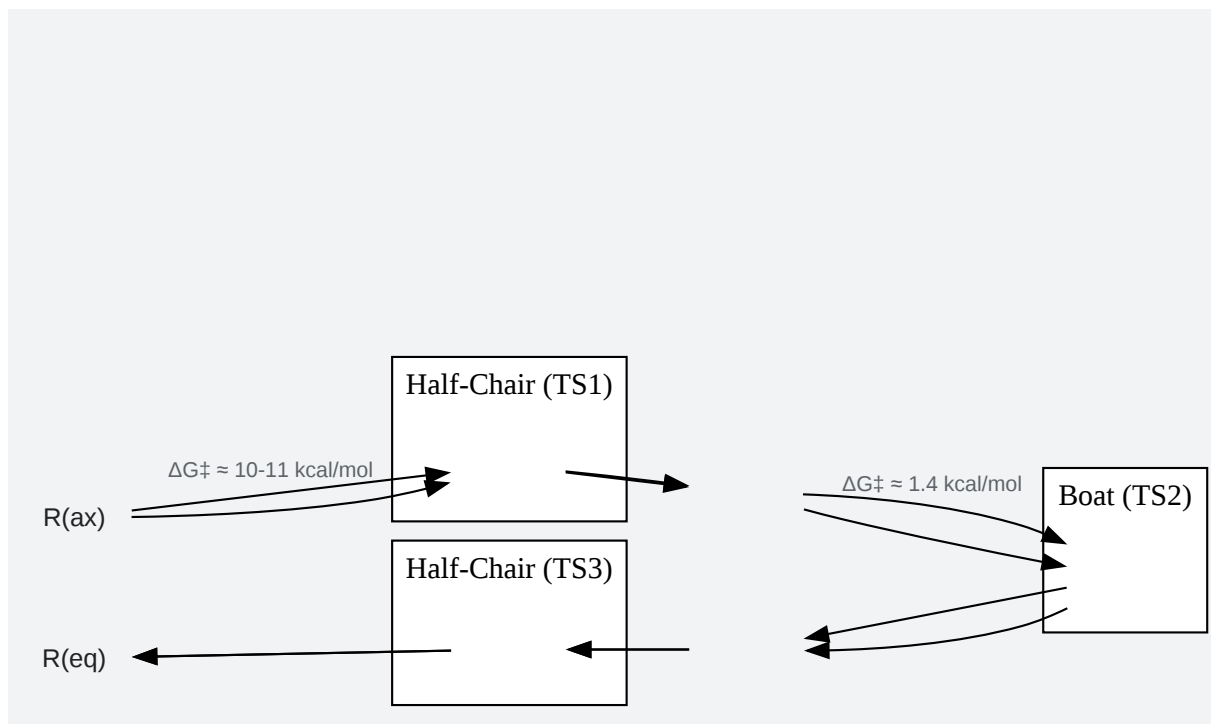 Half-Chair (TS1)
ΔG‡ ≈ 10-11 kcal/mol
ΔG‡ ≈ 1.4 kcal/mol
Boat (TS2)
R(ax)
Half-Chair (TS3)
R(eq)